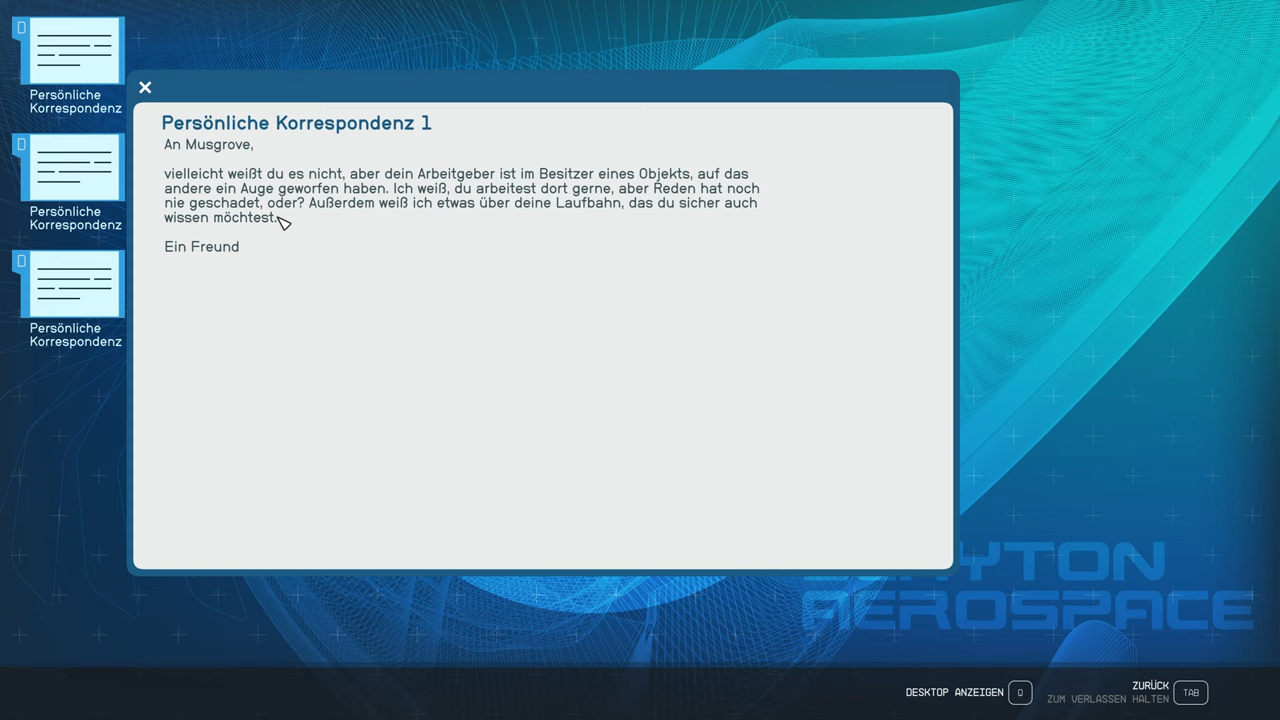 Persönliche
Korrespondenz
Persönliche
Korrespondenz
Persönliche
Korrespondenz
Persönliche Korrespondenz 1
An Musgrove,
vielleicht weißt du es nicht, aber dein Arbeitgeber ist im Besitzer eines Objekts, auf das
andere ein Auge geworfen haben. Ich weiß, du arbeitest dort gerne, aber Reden hat noch
nie geschadet, oder? Außerdem weiß ich etwas über deine Laufbahn, das du sicher auch
wissen möchtest.
Ein Freund
AEROSPACE
DESKTOP ANZEIGEN Q
ZURÜCK
ZUM VERLASSEN HALTEN TAB